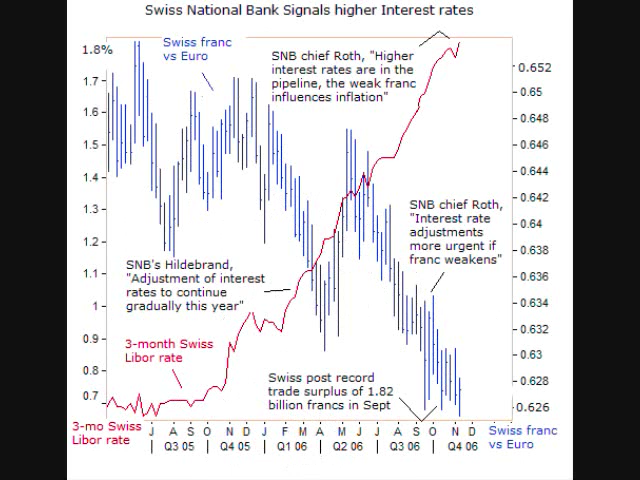 Swiss National Bank Signals higher Interest rates
Swiss franc
vs Euro
SNB chief Roth, "Higher
interest rates are in the
pipeline, the weak franc
influences inflation"
1.8%
1.7
1.6
1.5
1.4
1.3
1.2
1.1
1
0.9
0.8
0.7
0.652
0.65
0.648
0.646
0.644
0.642
0.64
0.638
0.636
0.634
0.632
0.63
0.628
0.626
SNB chief Roth,
"Interest rate
adjustments
more urgent if
franc weakens"
SNB's Hildebrand,
"Adjustment of interest
rates to continue
gradually this year"
3-month Swiss
Libor rate
Swiss post record
trade surplus of 1.82
billion francs in Sept
3-mo Swiss
Libor rate
J A S O N D J F M A M J J A S O N D
Q3 05 Q4 05 Q1 06 Q2 06 Q3 06 Q4 06
Swiss franc
vs Euro